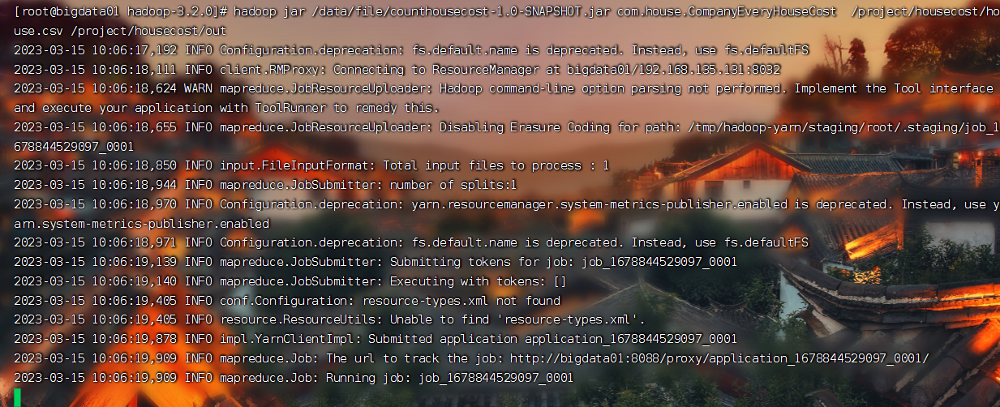 [root@bigdata01 hadoop-3.2.0]# hadoop jar /data/file/counthousecost-1.0-SNAPSHOT.jar com.house.CompanyEveryHouseCost  /project/housecost/ho
use.csv /project/housecost/out
2023-03-15 10:06:17,192 INFO Configuration.deprecation: fs.default.name is deprecated. Instead, use fs.defaultFS
2023-03-15 10:06:18,111 INFO client.RMProxy: Connecting to ResourceManager at bigdata01/192.168.135.131:8032
2023-03-15 10:06:18,624 WARN mapreduce.JobResourceUploader: Hadoop command-line option parsing not performed. Implement the Tool interface
and execute your application with ToolRunner to remedy this.
2023-03-15 10:06:18,655 INFO mapreduce.JobResourceUploader: Disabling Erasure Coding for path: /tmp/hadoop-yarn/staging/root/.staging/job_1
678844529097_0001
2023-03-15 10:06:18,850 INFO input.FileInputFormat: Total input files to process : 1
2023-03-15 10:06:18,944 INFO mapreduce.JobSubmitter: number of splits:1
2023-03-15 10:06:18,970 INFO Configuration.deprecation: yarn.resourcemanager.system-metrics-publisher.enabled is deprecated. Instead, use y
arn.system-metrics-publisher.enabled
2023-03-15 10:06:18,971 INFO Configuration.deprecation: fs.default.name is deprecated. Instead, use fs.defaultFS
2023-03-15 10:06:19,139 INFO mapreduce.JobSubmitter: Submitting tokens for job: job_1678844529097_0001
2023-03-15 10:06:19,140 INFO mapreduce.JobSubmitter: Executing with tokens: []
2023-03-15 10:06:19,405 INFO conf.Configuration: resource-types.xml not found
2023-03-15 10:06:19,405 INFO resource.ResourceUtils: Unable to find 'resource-types.xml'.
2023-03-15 10:06:19,878 INFO impl.YarnClientImpl: Submitted application application_1678844529097_0001
2023-03-15 10:06:19,909 INFO mapreduce.Job: The url to track the job: http://bigdata01:8088/proxy/application_1678844529097_0001/
2023-03-15 10:06:19,909 INFO mapreduce.Job: Running job: job_1678844529097_0001